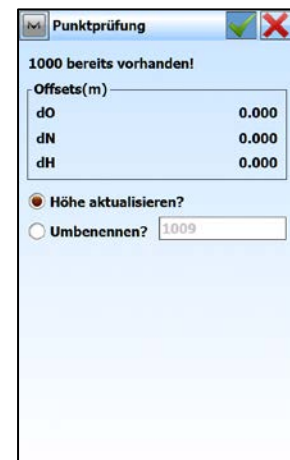 Punktprüfung
1000 bereits vorhanden!
Offsets(m)
dO 0.000
dN 0.000
dH 0.000
Höhe aktualisieren?
Umbenennen? 1009